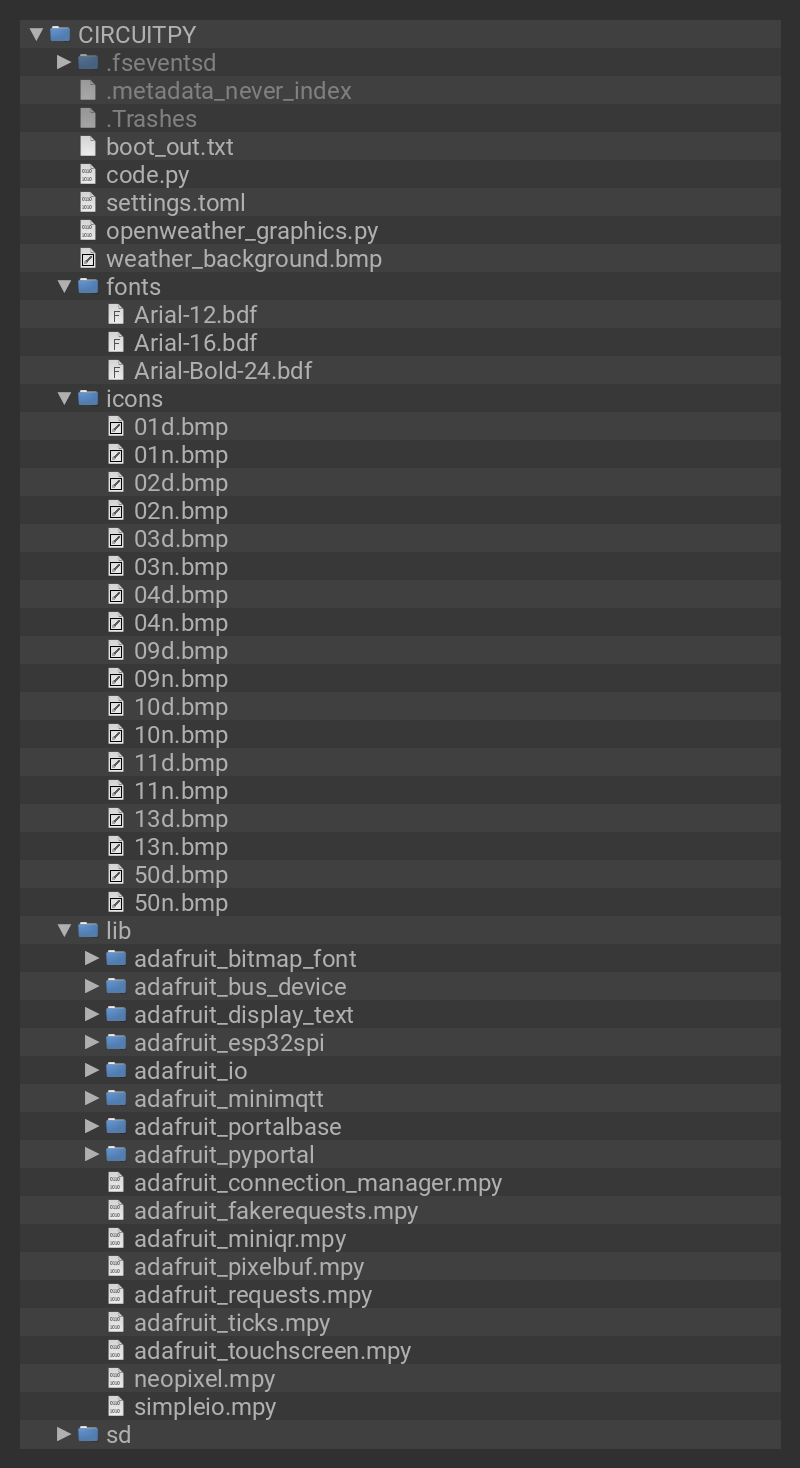 CIRCUITPY
.fseventsd
.metadata_never_index
.Trashes
boot_out.txt
code.py
settings.toml
openweather_graphics.py
weather_background.bmp
fonts
Arial-12.bdf
Arial-16.bdf
Arial-Bold-24.bdf
icons
01d.bmp
01n.bmp
02d.bmp
02n.bmp
03d.bmp
03n.bmp
04d.bmp
04n.bmp
09d.bmp
09n.bmp
10d.bmp
10n.bmp
11d.bmp
11n.bmp
13d.bmp
13n.bmp
50d.bmp
50n.bmp
lib
adafruit_bitmap_font
adafruit_bus_device
adafruit_display_text
adafruit_esp32spi
adafruit_io
adafruit_minimqtt
adafruit_portalbase
adafruit_pyportal
adafruit_connection_manager.mpy
adafruit_fakerequests.mpy
adafruit_miniqr.mpy
adafruit_pixelbuf.mpy
adafruit_requests.mpy
adafruit_ticks.mpy
adafruit_touchscreen.mpy
neopixel.mpy
simpleio.mpy
sd